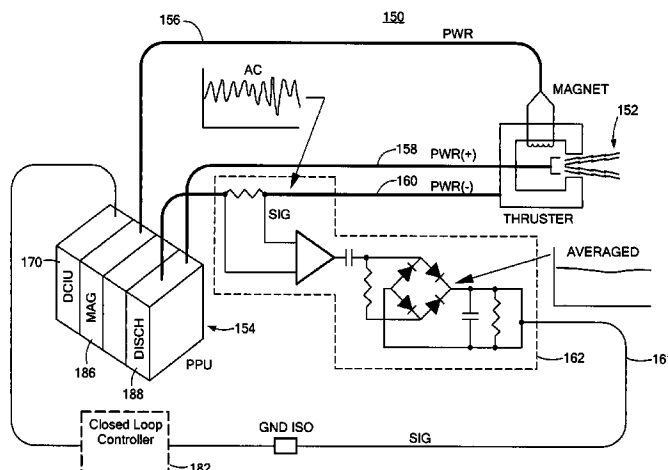 150
156
PWR
AC
MAGNET
152
158
PWR(+)
160
PWR(-)
SIG
THRUSTER
AVERAGED
170
DCIU
MAG
DISCH
154
PPU
186
188
162
Closed Loop
Controller
182
GND ISO
SIG